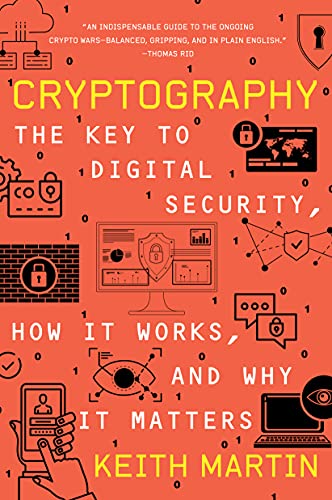 "AN INDISPENSABLE GUIDE TO THE ONGOING
CRYPTO WARS—BALANCED, GRIPPING, AND IN PLAIN ENGLISH."
—THOMAS RID
CRYPTOGRAPHY
THE KEY TO
DIGITAL
SECURITY,
HOW IT WORKS,
AND WHY
IT MATTERS
KEITH MARTIN